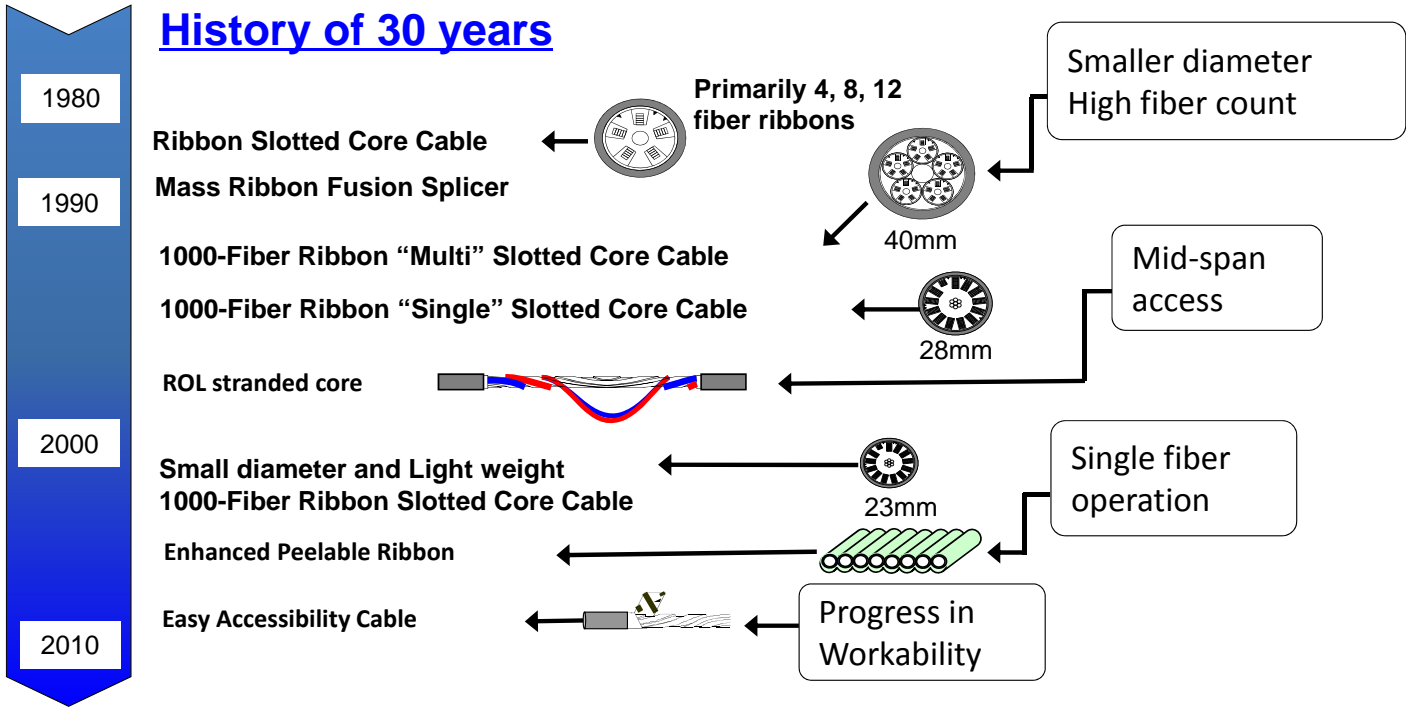 History of 30 years
1980
Primarily 4, 8, 12
fiber ribbons
Smaller diameter
High fiber count
Ribbon Slotted Core Cable
Mass Ribbon Fusion Splicer
1990
40mm
1000-Fiber Ribbon “Multi” Slotted Core Cable
Mid-span
access
1000-Fiber Ribbon “Single” Slotted Core Cable
28mm
ROL stranded core
2000
Small diameter and Light weight
1000-Fiber Ribbon Slotted Core Cable
23mm
Single fiber
operation
Enhanced Peelable Ribbon
Easy Accessibility Cable
Progress in
Workability
2010